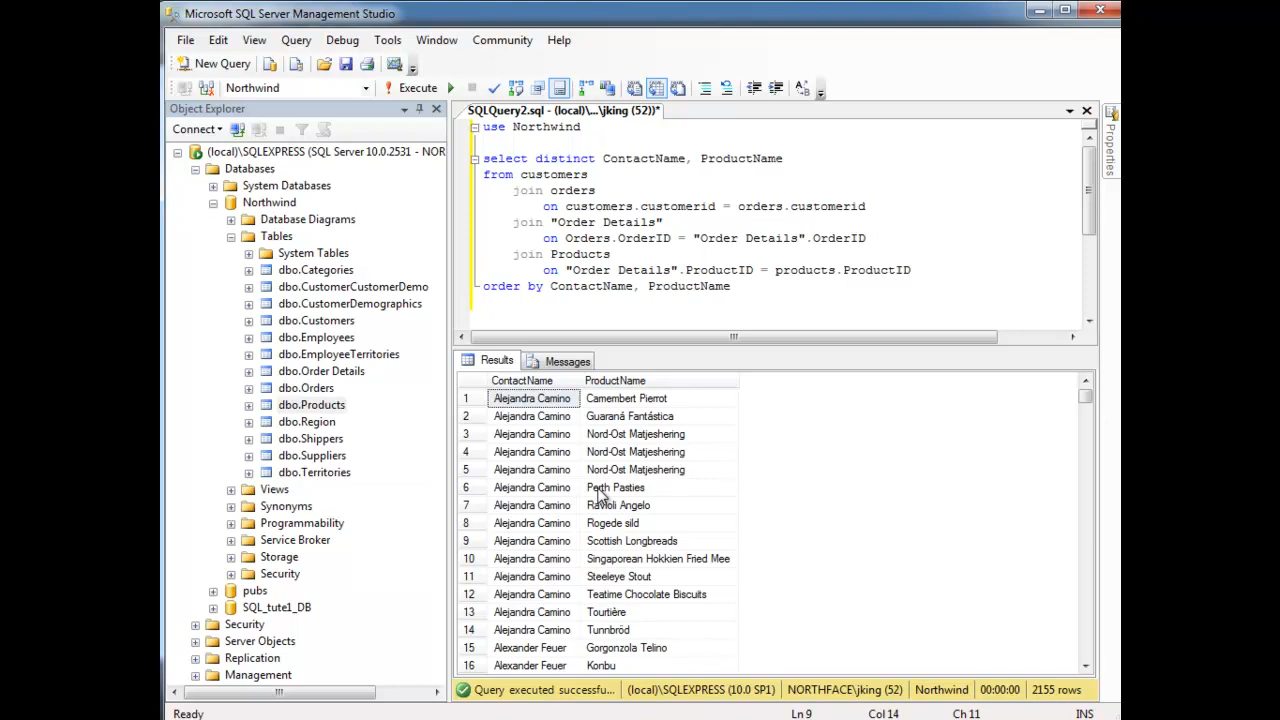 Microsoft SQL Server Management Studio
File Edit View Query Debug Tools Window Community Help
New Query
Northwind Execute
Object Explorer
Connect
(local)\SQLEXPRESS (SQL Server 10.0.2531 - NOR
Databases
System Databases
Northwind
Database Diagrams
Tables
System Tables
dbo.Categories
dbo.CustomerCustomerDemo
dbo.CustomerDemographics
dbo.Customers
dbo.Employees
dbo.EmployeeTerritories
dbo.Order Details
dbo.Orders
dbo.Products
dbo.Region
dbo.Shippers
dbo.Suppliers
dbo.Territories
Views
Synonyms
Programmability
Service Broker
Storage
Security
pubs
SQL_tute1_DB
Security
Server Objects
Replication
Management
SQLQuery2.sql - (local)\...\jking (52))*
use Northwind
select distinct ContactName, ProductName
from customers
join orders
on customers.customerid = orders.customerid
join "Order Details"
on Orders.OrderID = "Order Details".OrderID
join Products
on "Order Details".ProductID = products.ProductID
order by ContactName, ProductName
Properties
Results Messages
ContactName ProductName
1 Alejandra Camino Camembert Pierrot
2 Alejandra Camino Guaraná Fantástica
3 Alejandra Camino Nord-Ost Matjeshering
4 Alejandra Camino Nord-Ost Matjeshering
5 Alejandra Camino Nord-Ost Matjeshering
6 Alejandra Camino Perth Pasties
7 Alejandra Camino Ravioli Angelo
8 Alejandra Camino Rogede sild
9 Alejandra Camino Scottish Longbreads
10 Alejandra Camino Singaporean Hokkien Fried Mee
11 Alejandra Camino Steeleye Stout
12 Alejandra Camino Teatime Chocolate Biscuits
13 Alejandra Camino Tourtière
14 Alejandra Camino Tunnbröd
15 Alexander Feuer Gorgonzola Telino
16 Alexander Feuer Konbu
Query executed successfu... (local)\SQLEXPRESS (10.0 SP1) NORTHFACE\jking (52) Northwind 00:00:00 2155 rows
Ready Ln 9 Col 14 Ch 11 INS